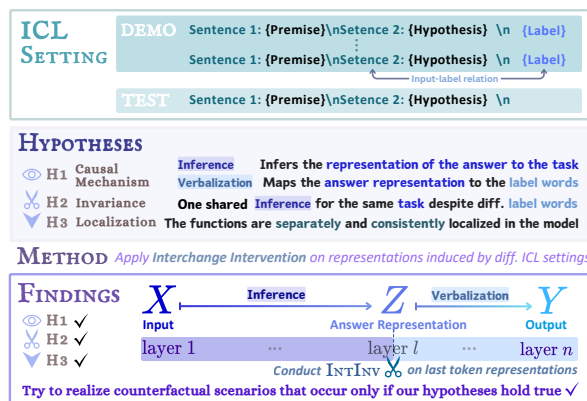 ICL
SETTING
DEMO Sentence 1: {Premise}\nSetence 2: {Hypothesis} \n {Label}
⋮
Sentence 1: {Premise}\nSetence 2: {Hypothesis} \n {Label}
Input-label relation
TEST Sentence 1: {Premise}\nSetence 2: {Hypothesis} \n
HYPOTHESES
H1 Causal Mechanism
Inference Infers the representation of the answer to the task
Verbalization Maps the answer representation to the label words
H2 Invariance One shared Inference for the same task despite diff. label words
H3 Localization The functions are separately and consistently localized in the model
METHOD Apply Interchange Intervention on representations induced by diff. ICL settings
FINDINGS
H1 ✓
H2 ✓
H3 ✓
X Inference Z Verbalization Y
Input Answer Representation Output
layer 1 ... layer l ... layer n
Conduct INTINV on last token representations
Try to realize counterfactual scenarios that occur only if our hypotheses hold true ✓